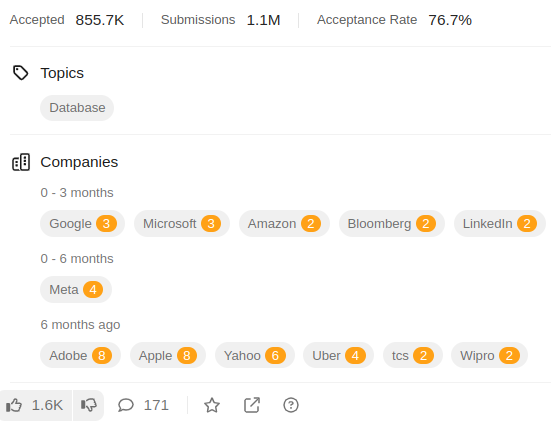 Accepted 855.7K Submissions 1.1M Acceptance Rate 76.7%
Topics
Database
Companies
0 - 3 months
Google 3 Microsoft 3 Amazon 2 Bloomberg 2 LinkedIn 2
0 - 6 months
Meta 4
6 months ago
Adobe 8 Apple 8 Yahoo 6 Uber 4 tcs 2 Wipro 2
1.6K 171